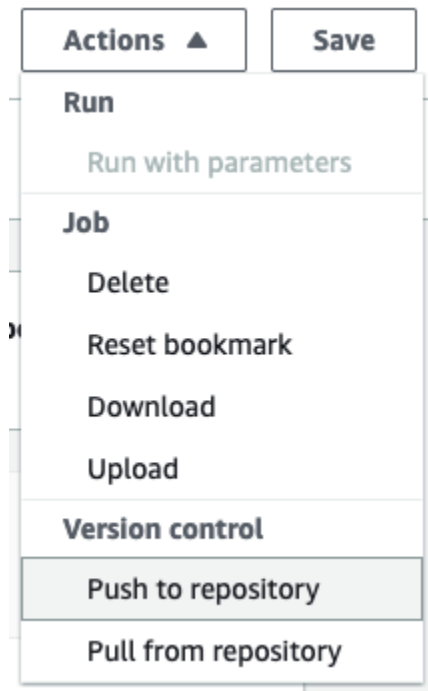 Actions ▲ Save
Run
Run with parameters
Job
Delete
Reset bookmark
Download
Upload
Version control
Push to repository
Pull from repository